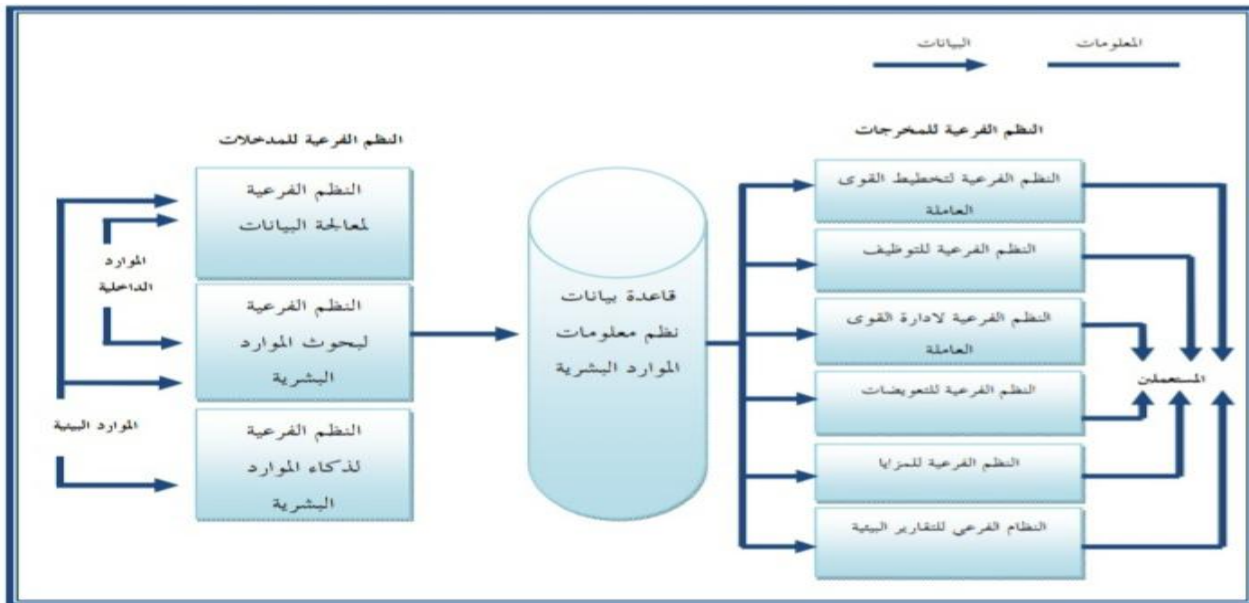 المعلومات
البيانات
النظم الفرعية للمخرجات
النظم الفرعية للمدخلات
النظم الفرعية
لمعالجة البيانات
الموارد
الداخلية
النظم الفرعية
لبحوث الموارد
البشرية
الموارد البيئية
النظم الفرعية
لذكاء الموارد
البشرية
قاعدة بيانات
نظم معلومات
الموارد البشرية
النظم الفرعية لتخطيط القوى
العاملة
النظم الفرعية للتوظيف
النظم الفرعية لادارة القوى
العاملة
النظم الفرعية للتعويضات
النظم الفرعية للمزايا
النظام الفرعي للتقارير البيئية
المستعملين